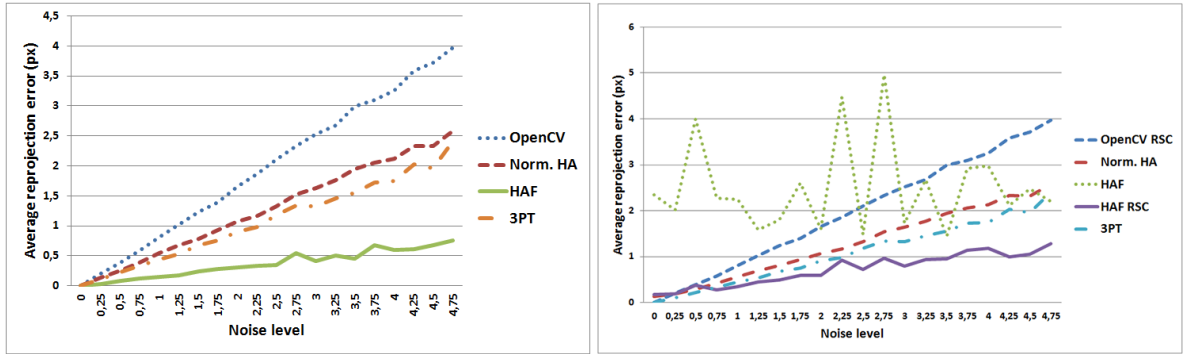 4,5
4
3,5
3
2,5
2
1,5
1
0,5
0
Average reprojection error (px)
0 0,25 0,5 0,75 1 1,25 1,5 1,75 2 2,25 2,5 2,75 3 3,25 3,5 3,75 4 4,25 4,5 4,75
Noise level
OpenCV
Norm. HA
HAF
3PT
6
5
4
3
2
1
0
Average reprojection error (px)
0 0,25 0,5 0,75 1 1,25 1,5 1,75 2 2,25 2,5 2,75 3 3,25 3,5 3,75 4 4,25 4,5 4,75
Noise level
OpenCV RSC
Norm. HA
HAF
HAF RSC
3PT